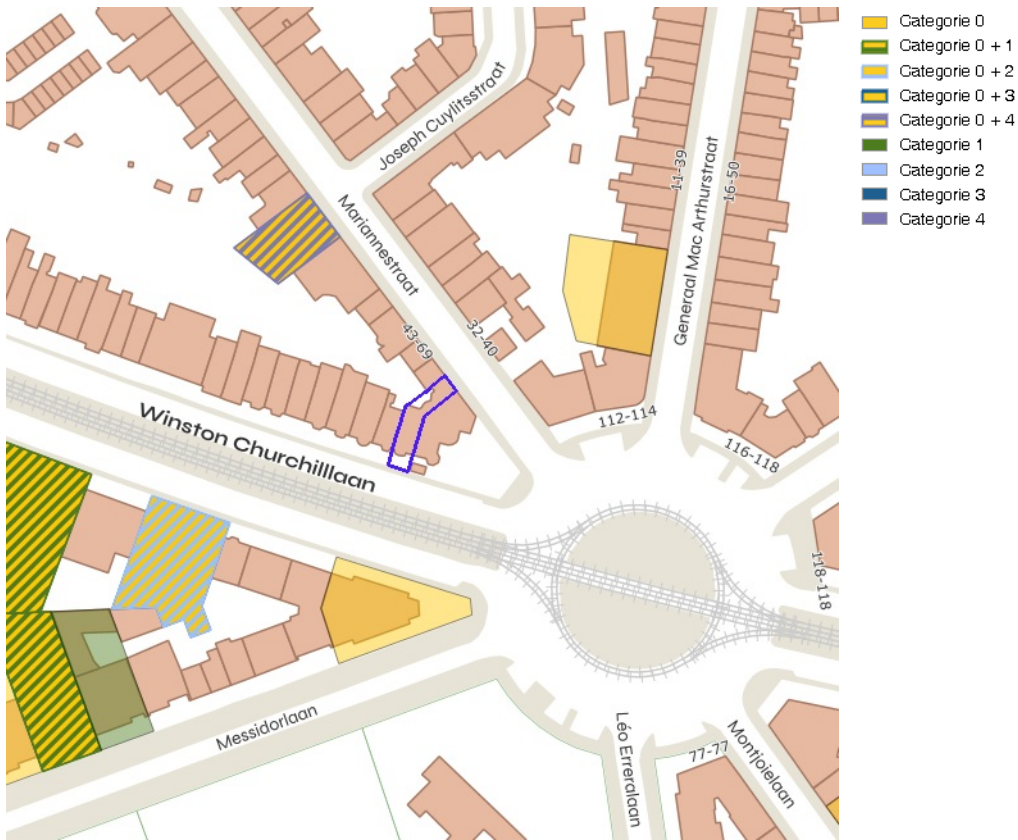 Categorie 0
Categorie 0 + 1
Categorie 0 + 2
Categorie 0 + 3
Categorie 0 + 4
Categorie 1
Categorie 2
Categorie 3
Categorie 4
Joseph Cuylitsstraat
Mariannestraat
11-39
Generaal Mac Arthurstraat
16-50
43-69
32-40
Winston Churchilllaan
112-114
116-118
118-118
Messidorlaan
Léo Erreralaan
77-77
Montjoielaan